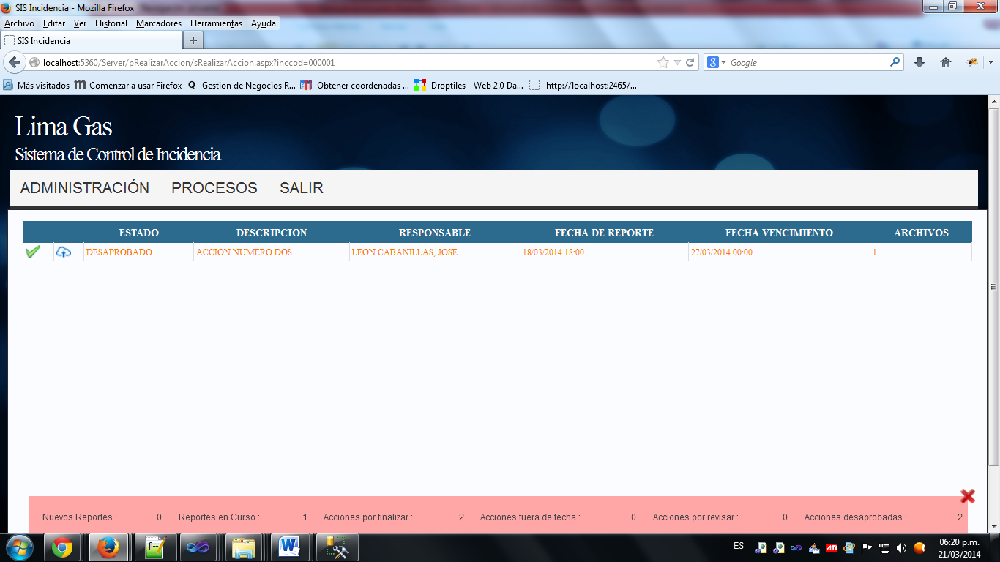 SIS Incidencia - Mozilla Firefox
Archivo Editar Ver Historial Marcadores Herramientas Ayuda
SIS Incidencia
localhost:5360/Server/pRealizarAccion/sRealizarAccion.aspx?inccod=000001
Google
Más visitados Comenzar a usar Firefox Gestion de Negocios R... Obtener coordenadas ... Droptiles - Web 2.0 Da... http://localhost:2465/...
Lima Gas
Sistema de Control de Incidencia
ADMINISTRACIÓN PROCESOS SALIR
ESTADO DESCRIPCION RESPONSABLE FECHA DE REPORTE FECHA VENCIMIENTO ARCHIVOS
DESAPROBADO ACCION NUMERO DOS LEON CABANILLAS, JOSE 18/03/2014 18:00 27/03/2014 00:00 1
Nuevos Reportes : 0 Reportes en Curso : 1 Acciones por finalizar : 2 Acciones fuera de fecha : 0 Acciones por revisar : 0 Acciones desaprobadas : 2
ES
06:20 p.m.
21/03/2014